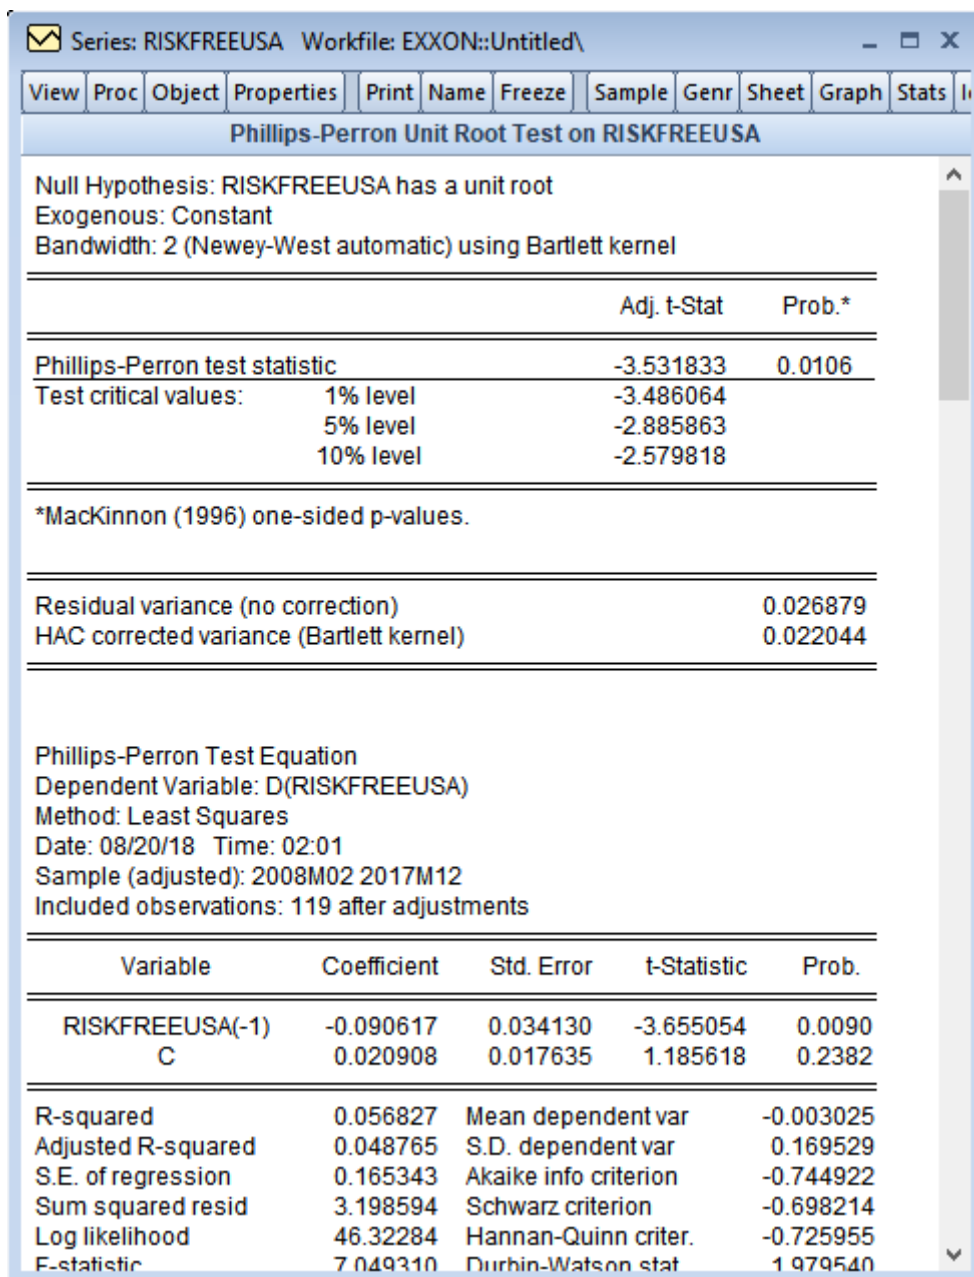 Series: RISKFREEUSA Workfile: EXXON::Untitled\
View Proc Object Properties Print Name Freeze Sample Genr Sheet Graph Stats
Phillips-Perron Unit Root Test on RISKFREEUSA
Null Hypothesis: RISKFREEUSA has a unit root
Exogenous: Constant
Bandwidth: 2 (Newey-West automatic) using Bartlett kernel
Adj. t-Stat Prob.*
Phillips-Perron test statistic -3.531833 0.0106
Test critical values: 1% level -3.486064
5% level -2.885863
10% level -2.579818
*MacKinnon (1996) one-sided p-values.
Residual variance (no correction) 0.026879
HAC corrected variance (Bartlett kernel) 0.022044
Phillips-Perron Test Equation
Dependent Variable: D(RISKFREEUSA)
Method: Least Squares
Date: 08/20/18 Time: 02:01
Sample (adjusted): 2008M02 2017M12
Included observations: 119 after adjustments
Variable Coefficient Std. Error t-Statistic Prob.
RISKFREEUSA(-1) -0.090617 0.034130 -3.655054 0.0090
C 0.020908 0.017635 1.185618 0.2382
R-squared 0.056827 Mean dependent var -0.003025
Adjusted R-squared 0.048765 S.D. dependent var 0.169529
S.E. of regression 0.165343 Akaike info criterion -0.744922
Sum squared resid 3.198594 Schwarz criterion -0.698214
Log likelihood 46.32284 Hannan-Quinn criter. -0.725955
F-statistic 7.049310 Durbin-Watson stat 1.979540